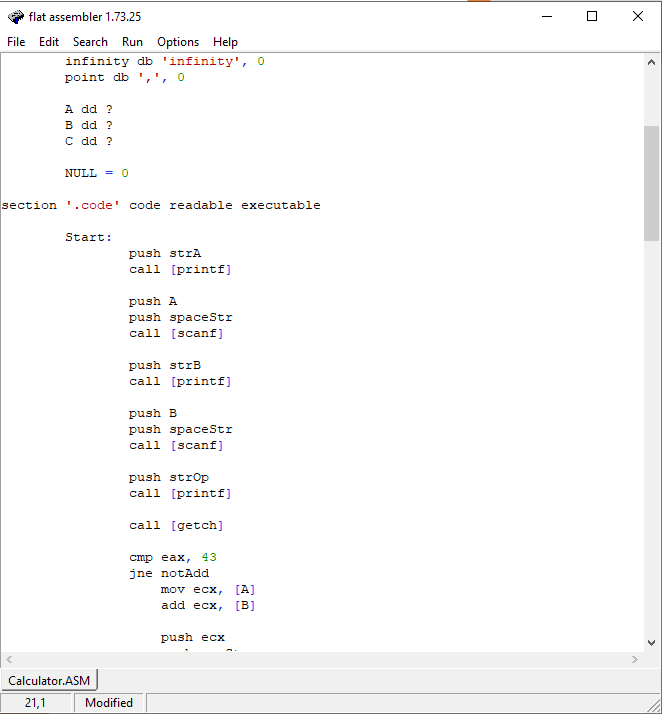 flat assembler 1.73.25
File Edit Search Run Options Help
infinity db 'infinity', 0
point db ',', 0
A dd ?
B dd ?
C dd ?
NULL = 0
section '.code' code readable executable
Start:
push strA
call [printf]
push A
push spaceStr
call [scanf]
push strB
call [printf]
push B
push spaceStr
call [scanf]
push strOp
call [printf]
call [getch]
cmp eax, 43
jne notAdd
mov ecx, [A]
add ecx, [B]
push ecx
Calculator.ASM
21,1 Modified